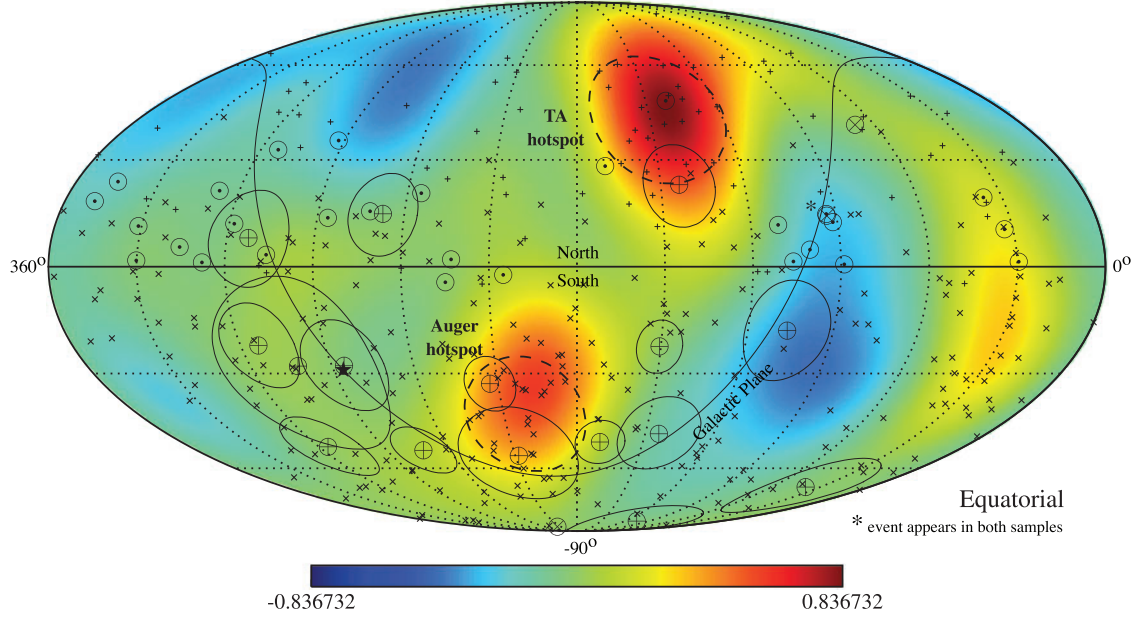 TA
hotspot
North
360°
0°
South
Auger
hotspot
Galactic Plane
Equatorial
* event appears in both samples
-90°
-0.836732
0.836732